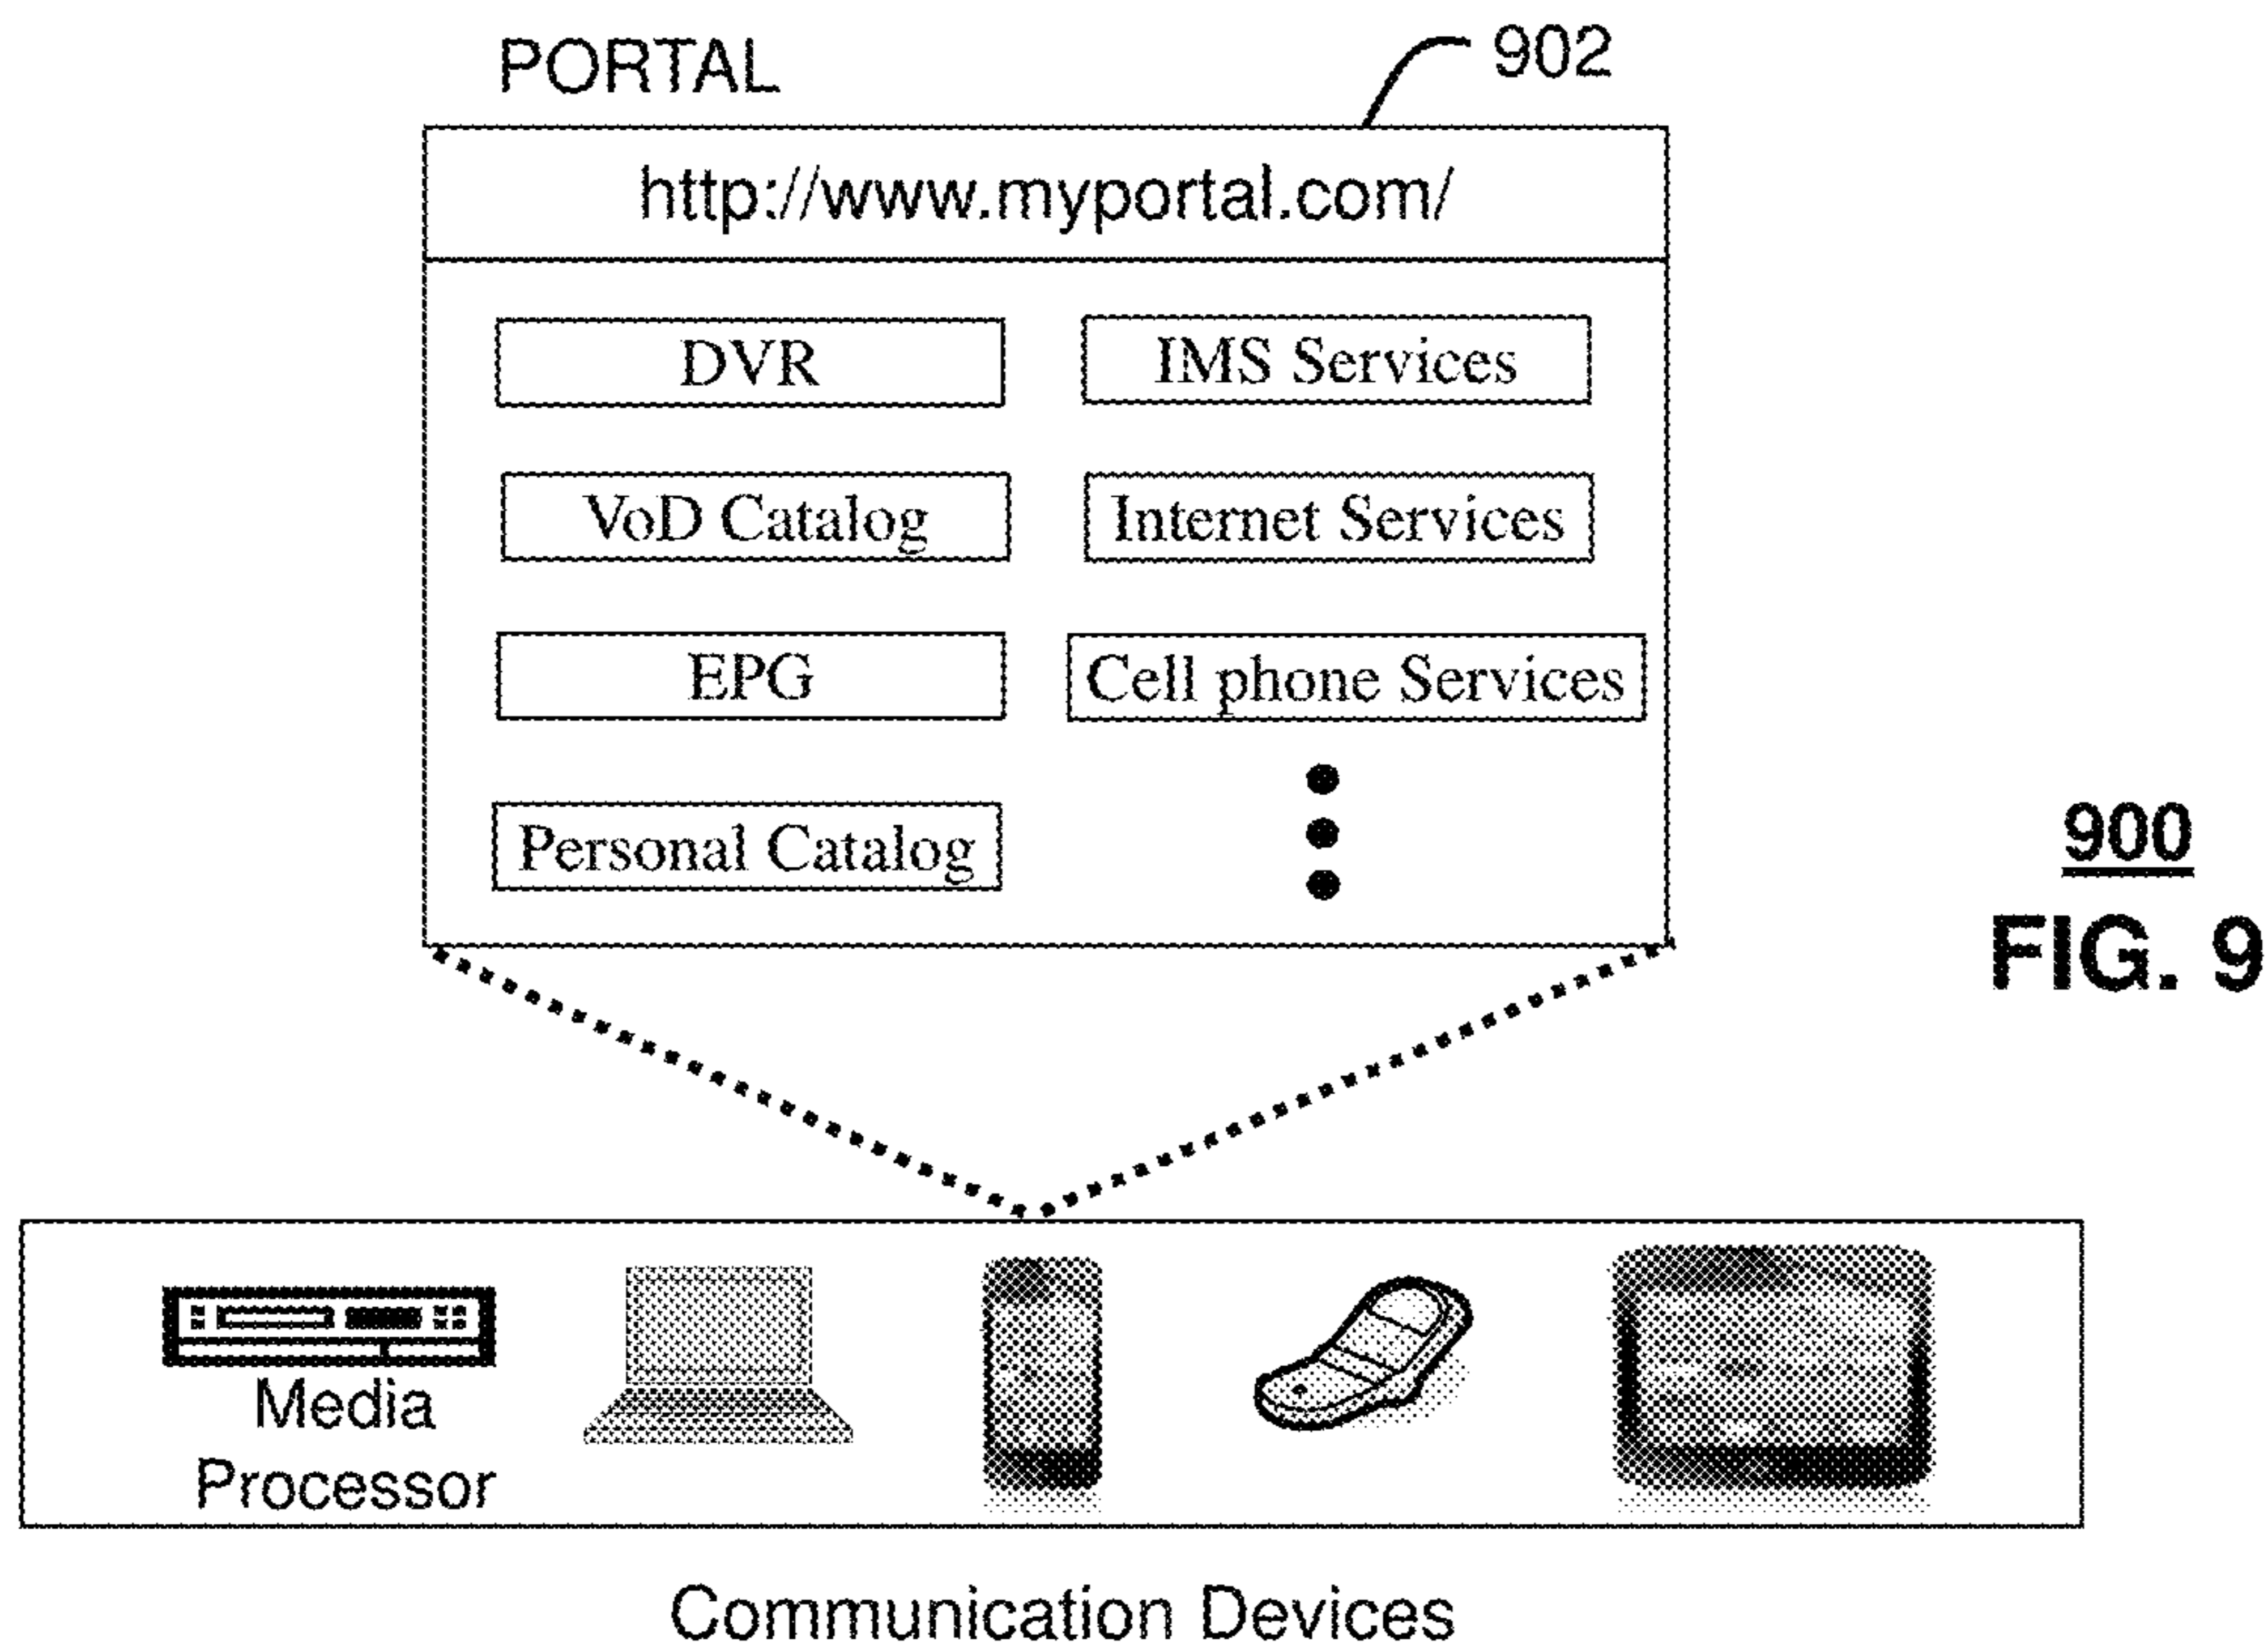 PORTAL
902
http://www.myportal.com/
DVR
IMS Services
VoD Catalog
Internet Services
EPG
Cell phone Services
Personal Catalog
900
FIG. 9
Media
Processor
Communication Devices